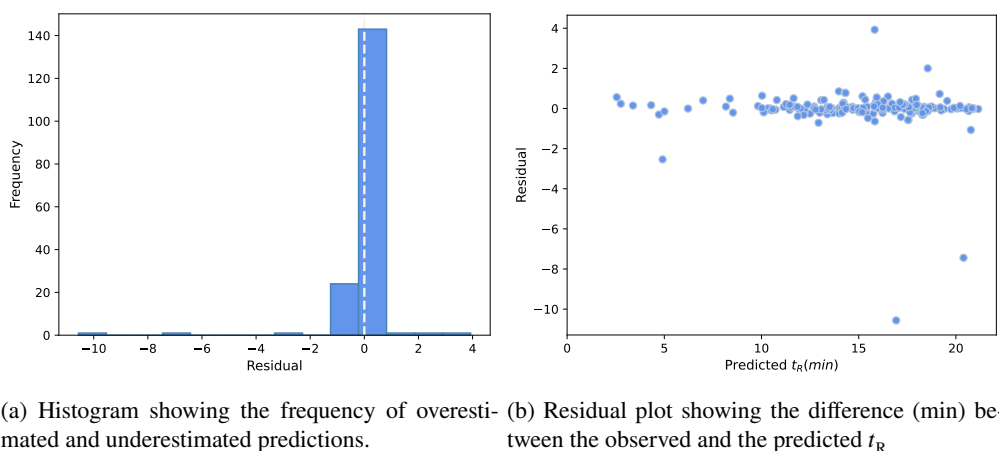 140
120
100
80
60
40
20
0
Frequency
−10 −8 −6 −4 −2 0 2 4
Residual
4
2
0
−2
−4
−6
−8
−10
Residual
0 5 10 15 20
Predicted t_R(min)
(a) Histogram showing the frequency of overesti-
mated and underestimated predictions.
(b) Residual plot showing the difference (min) be-
tween the observed and the predicted t_R